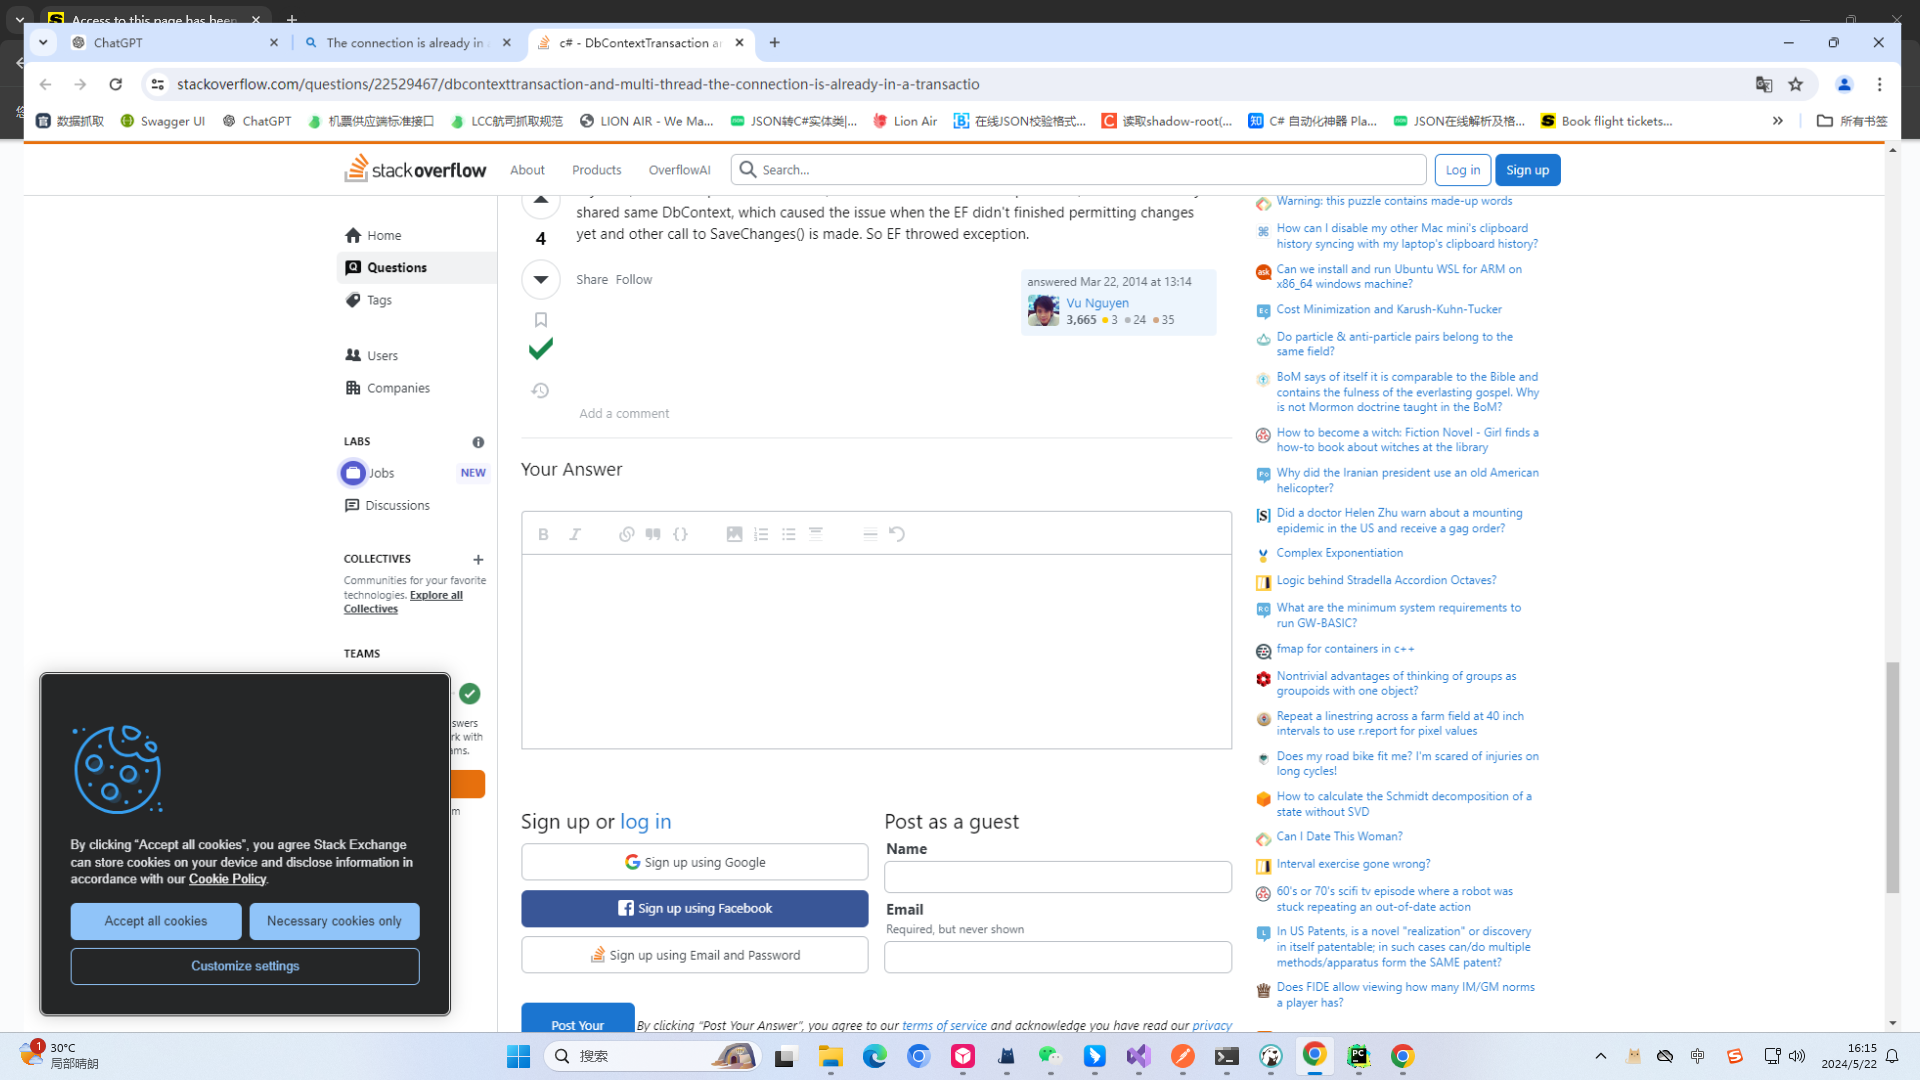 Access to this page has been
ChatGPT
The connection is already in a
c# - DbContextTransaction an
stackoverflow.com/questions/22529467/dbcontexttransaction-and-multi-thread-the-connection-is-already-in-a-transactio
数据抓取
Swagger UI
ChatGPT
机票供应端标准接口
LCC航司抓取规范
LION AIR - We Ma...
JSON转C#实体类|...
Lion Air
在线JSON校验格式...
读取shadow-root(...
C# 自动化神器 Pla...
JSON在线解析及格...
Book flight tickets...
所有书签
stackoverflow
About
Products
OverflowAI
Search...
Log in
Sign up
Home
Questions
Tags
Users
Companies
LABS
Jobs
NEW
Discussions
COLLECTIVES
Communities for your favorite
technologies. Explore all
Collectives
TEAMS
swers
rk with
ams.
m
shared same DbContext, which caused the issue when the EF didn't finished permitting changes
yet and other call to SaveChanges() is made. So EF throwed exception.
4
Share Follow
answered Mar 22, 2014 at 13:14
Vu Nguyen
3,665 3 24 35
Add a comment
Your Answer
Sign up or log in
Sign up using Google
Sign up using Facebook
Sign up using Email and Password
Post as a guest
Name
Email
Required, but never shown
Post Your
By clicking “Post Your Answer”, you agree to our terms of service and acknowledge you have read our privacy
Warning: this puzzle contains made-up words
How can I disable my other Mac mini's clipboard
history syncing with my laptop's clipboard history?
Can we install and run Ubuntu WSL for ARM on
x86_64 windows machine?
Cost Minimization and Karush-Kuhn-Tucker
Do particle & anti-particle pairs belong to the
same field?
BoM says of itself it is comparable to the Bible and
contains the fulness of the everlasting gospel. Why
is not Mormon doctrine taught in the BoM?
How to become a witch: Fiction Novel - Girl finds a
how-to book about witches at the library
Why did the Iranian president use an old American
helicopter?
Did a doctor Helen Zhu warn about a mounting
epidemic in the US and receive a gag order?
Complex Exponentiation
Logic behind Stradella Accordion Octaves?
What are the minimum system requirements to
run GW-BASIC?
fmap for containers in c++
Nontrivial advantages of thinking of groups as
groupoids with one object?
Repeat a linestring across a farm field at 40 inch
intervals to use r.report for pixel values
Does my road bike fit me? I'm scared of injuries on
long cycles!
How to calculate the Schmidt decomposition of a
state without SVD
Can I Date This Woman?
Interval exercise gone wrong?
60's or 70's scifi tv episode where a robot was
stuck repeating an out-of-date action
In US Patents, is a novel "realization" or discovery
in itself patentable; in such cases can/do multiple
methods/apparatus form the SAME patent?
Does FIDE allow viewing how many IM/GM norms
a player has?
By clicking “Accept all cookies”, you agree Stack Exchange
can store cookies on your device and disclose information in
accordance with our Cookie Policy.
Accept all cookies
Necessary cookies only
Customize settings
1
30°C
局部晴朗
搜索
中
16:15
2024/5/22